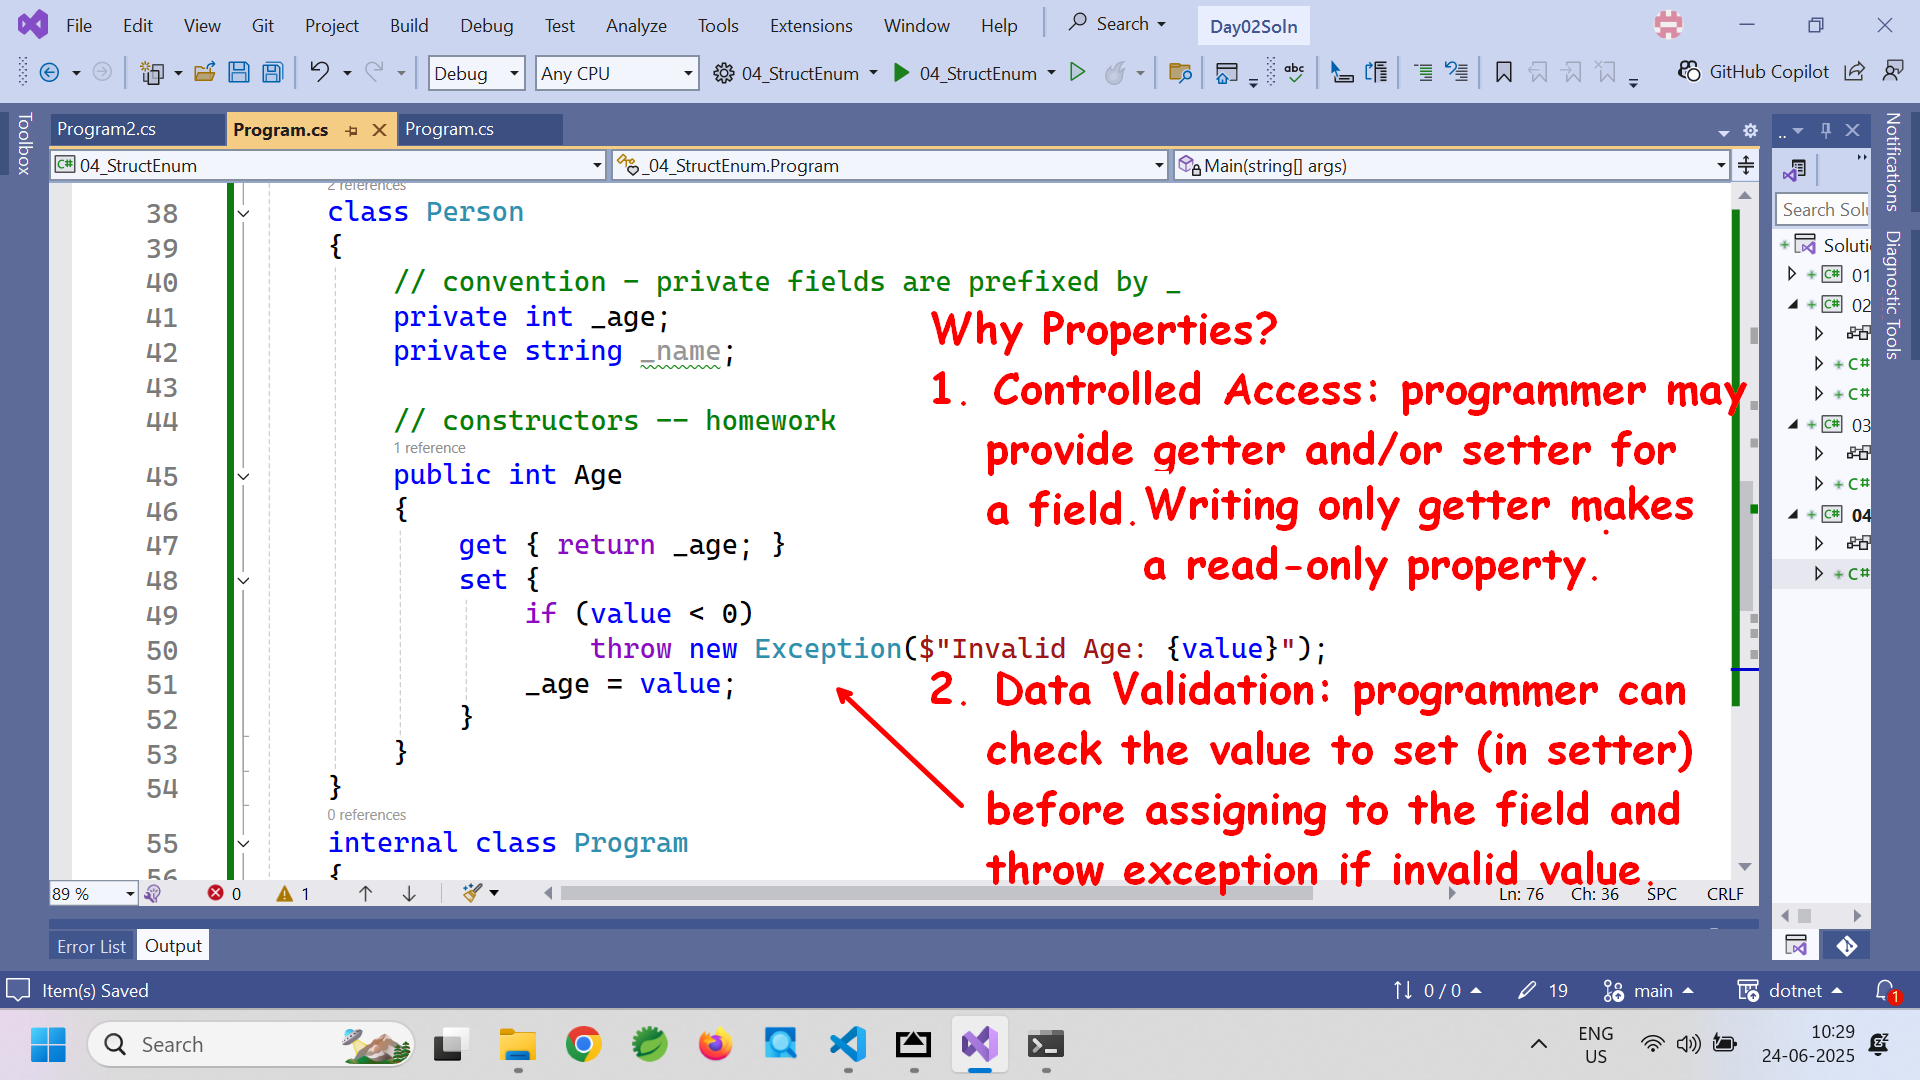 File Edit View Git Project Build Debug Test Analyze Tools Extensions Window Help Search Day02Soln
Debug Any CPU 04_StructEnum 04_StructEnum GitHub Copilot
Toolbox
Program2.cs Program.cs Program.cs
04_StructEnum _04_StructEnum.Program Main(string[] args)
2 references
38 class Person
39 {
40 // convention - private fields are prefixed by _
41 private int _age;
42 private string _name;
43
44 // constructors -- homework
1 reference
45 public int Age
46 {
47 get { return _age; }
48 set {
49 if (value < 0)
50 throw new Exception($"Invalid Age: {value}");
51 _age = value;
52 }
53 }
54 }
0 references
55 internal class Program
56 {
Why Properties?
1. Controlled Access: programmer may
provide getter and/or setter for
a field. Writing only getter makes
a read-only property.
2. Data Validation: programmer can
check the value to set (in setter)
before assigning to the field and
throw exception if invalid value.
..
Search Solu
Soluti
01
02
C#
C#
03
C#
04
C#
Notifications
Diagnostic Tools
89 % 0 1 Ln: 76 Ch: 36 SPC CRLF
Error List Output
Item(s) Saved 0 / 0 19 main dotnet 1
Search
ENG
US
10:29
24-06-2025